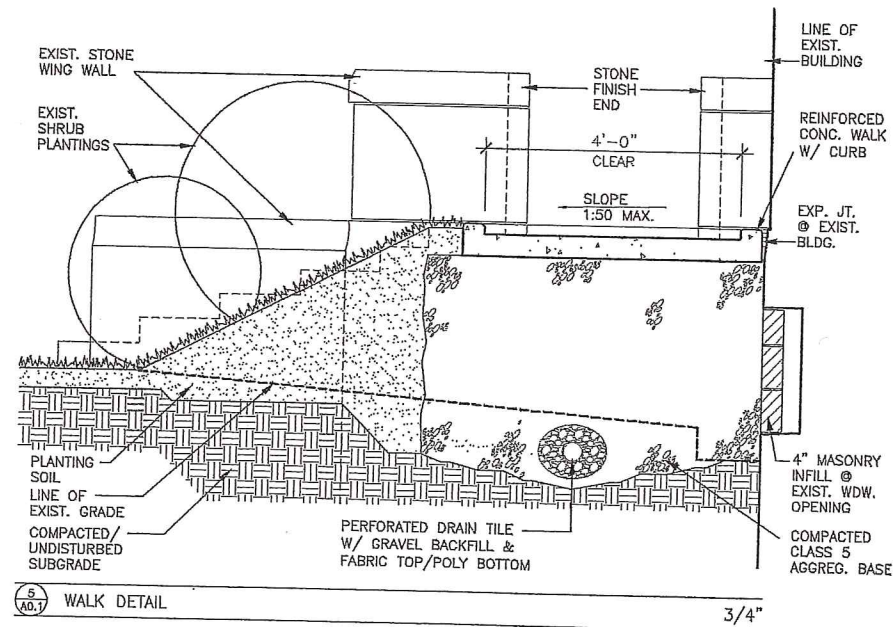 EXIST. STONE
WING WALL
EXIST.
SHRUB
PLANTINGS
STONE
FINISH
END
LINE OF
EXIST.
BUILDING
REINFORCED
CONC. WALK
W/ CURB
4'-0"
CLEAR
SLOPE
1:50 MAX.
EXP. JT.
@ EXIST.
BLDG.
PLANTING
SOIL
LINE OF
EXIST. GRADE
COMPACTED/
UNDISTURBED
SUBGRADE
PERFORATED DRAIN TILE
W/ GRAVEL BACKFILL &
FABRIC TOP/POLY BOTTOM
4" MASONRY
INFILL @
EXIST. WDW.
OPENING
COMPACTED
CLASS 5
AGGREG. BASE
5
A0.1
WALK DETAIL
3/4"